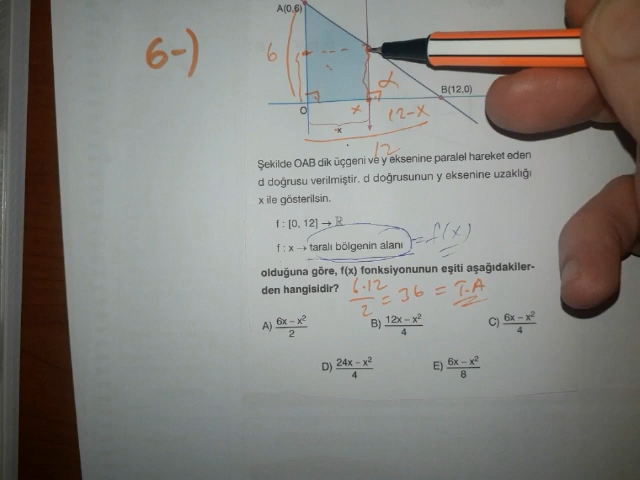 6-)
A(0,6)
6
α
B(12,0)
O
x
12-x
x
12
Şekilde OAB dik üçgeni ve y eksenine paralel hareket eden
d doğrusu verilmiştir. d doğrusunun y eksenine uzaklığı
x ile gösterilsin.
f : [0, 12] → R
f : x → taralı bölgenin alanı = f(x)
olduğuna göre, f(x) fonksiyonunun eşiti aşağıdakiler-
den hangisidir? 6.12/2 = 36 = T.A
A) 6x – x²/2 B) 12x – x²/4 C) 6x – x²/4
D) 24x – x²/4 E) 6x – x²/8